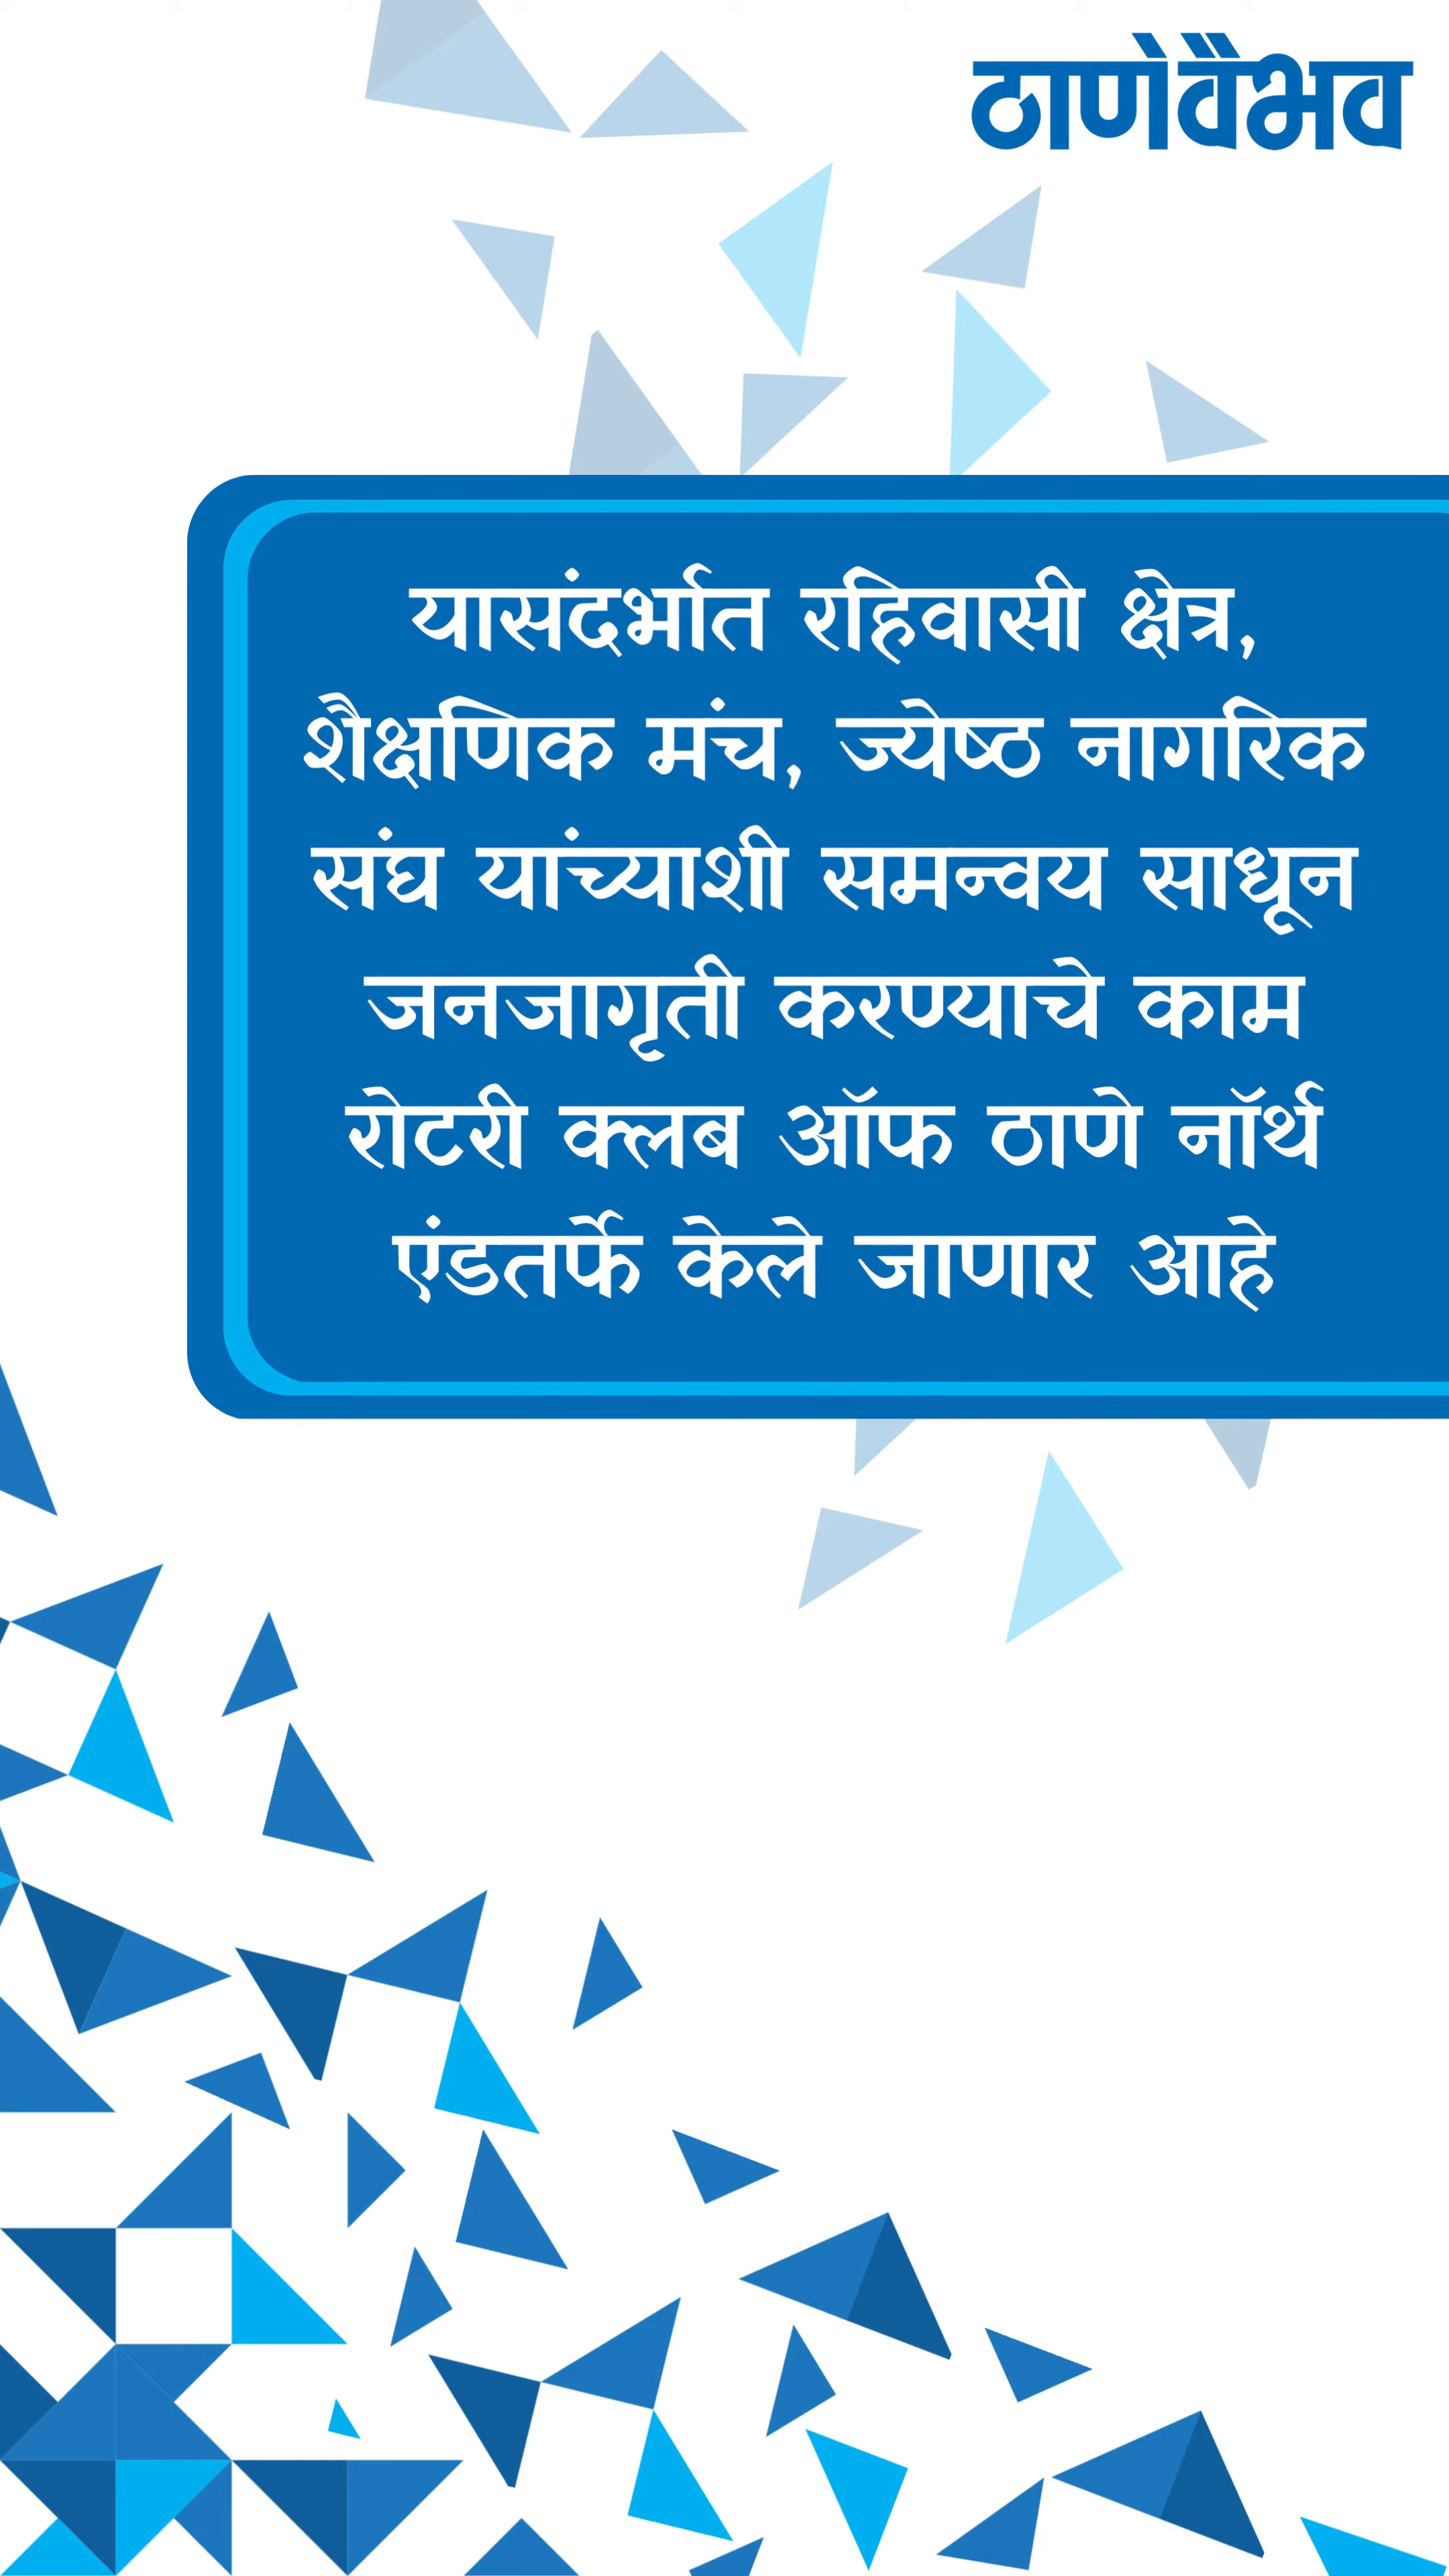 ठाणेवैभव
यासंदर्भात रहिवासी क्षेत्र,
शैक्षणिक मंच, ज्येष्ठ नागरिक
संघ यांच्याशी समन्वय साधून
जनजागृती करण्याचे काम
रोटरी क्लब ऑफ ठाणे नॉर्थ
एंडतर्फे केले जाणार आहे